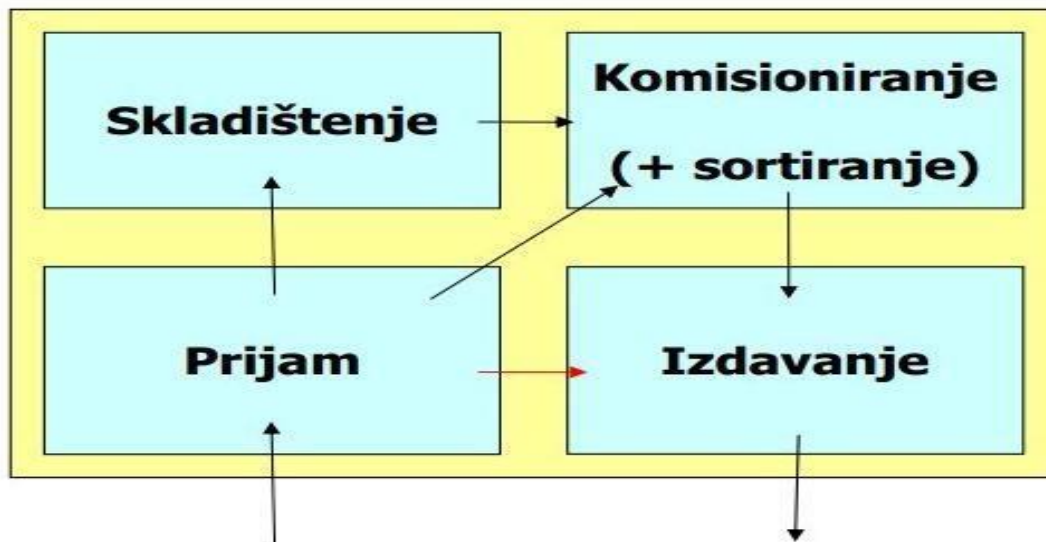 Skladištenje
Komisioniranje
(+ sortiranje)
Prijam
Izdavanje